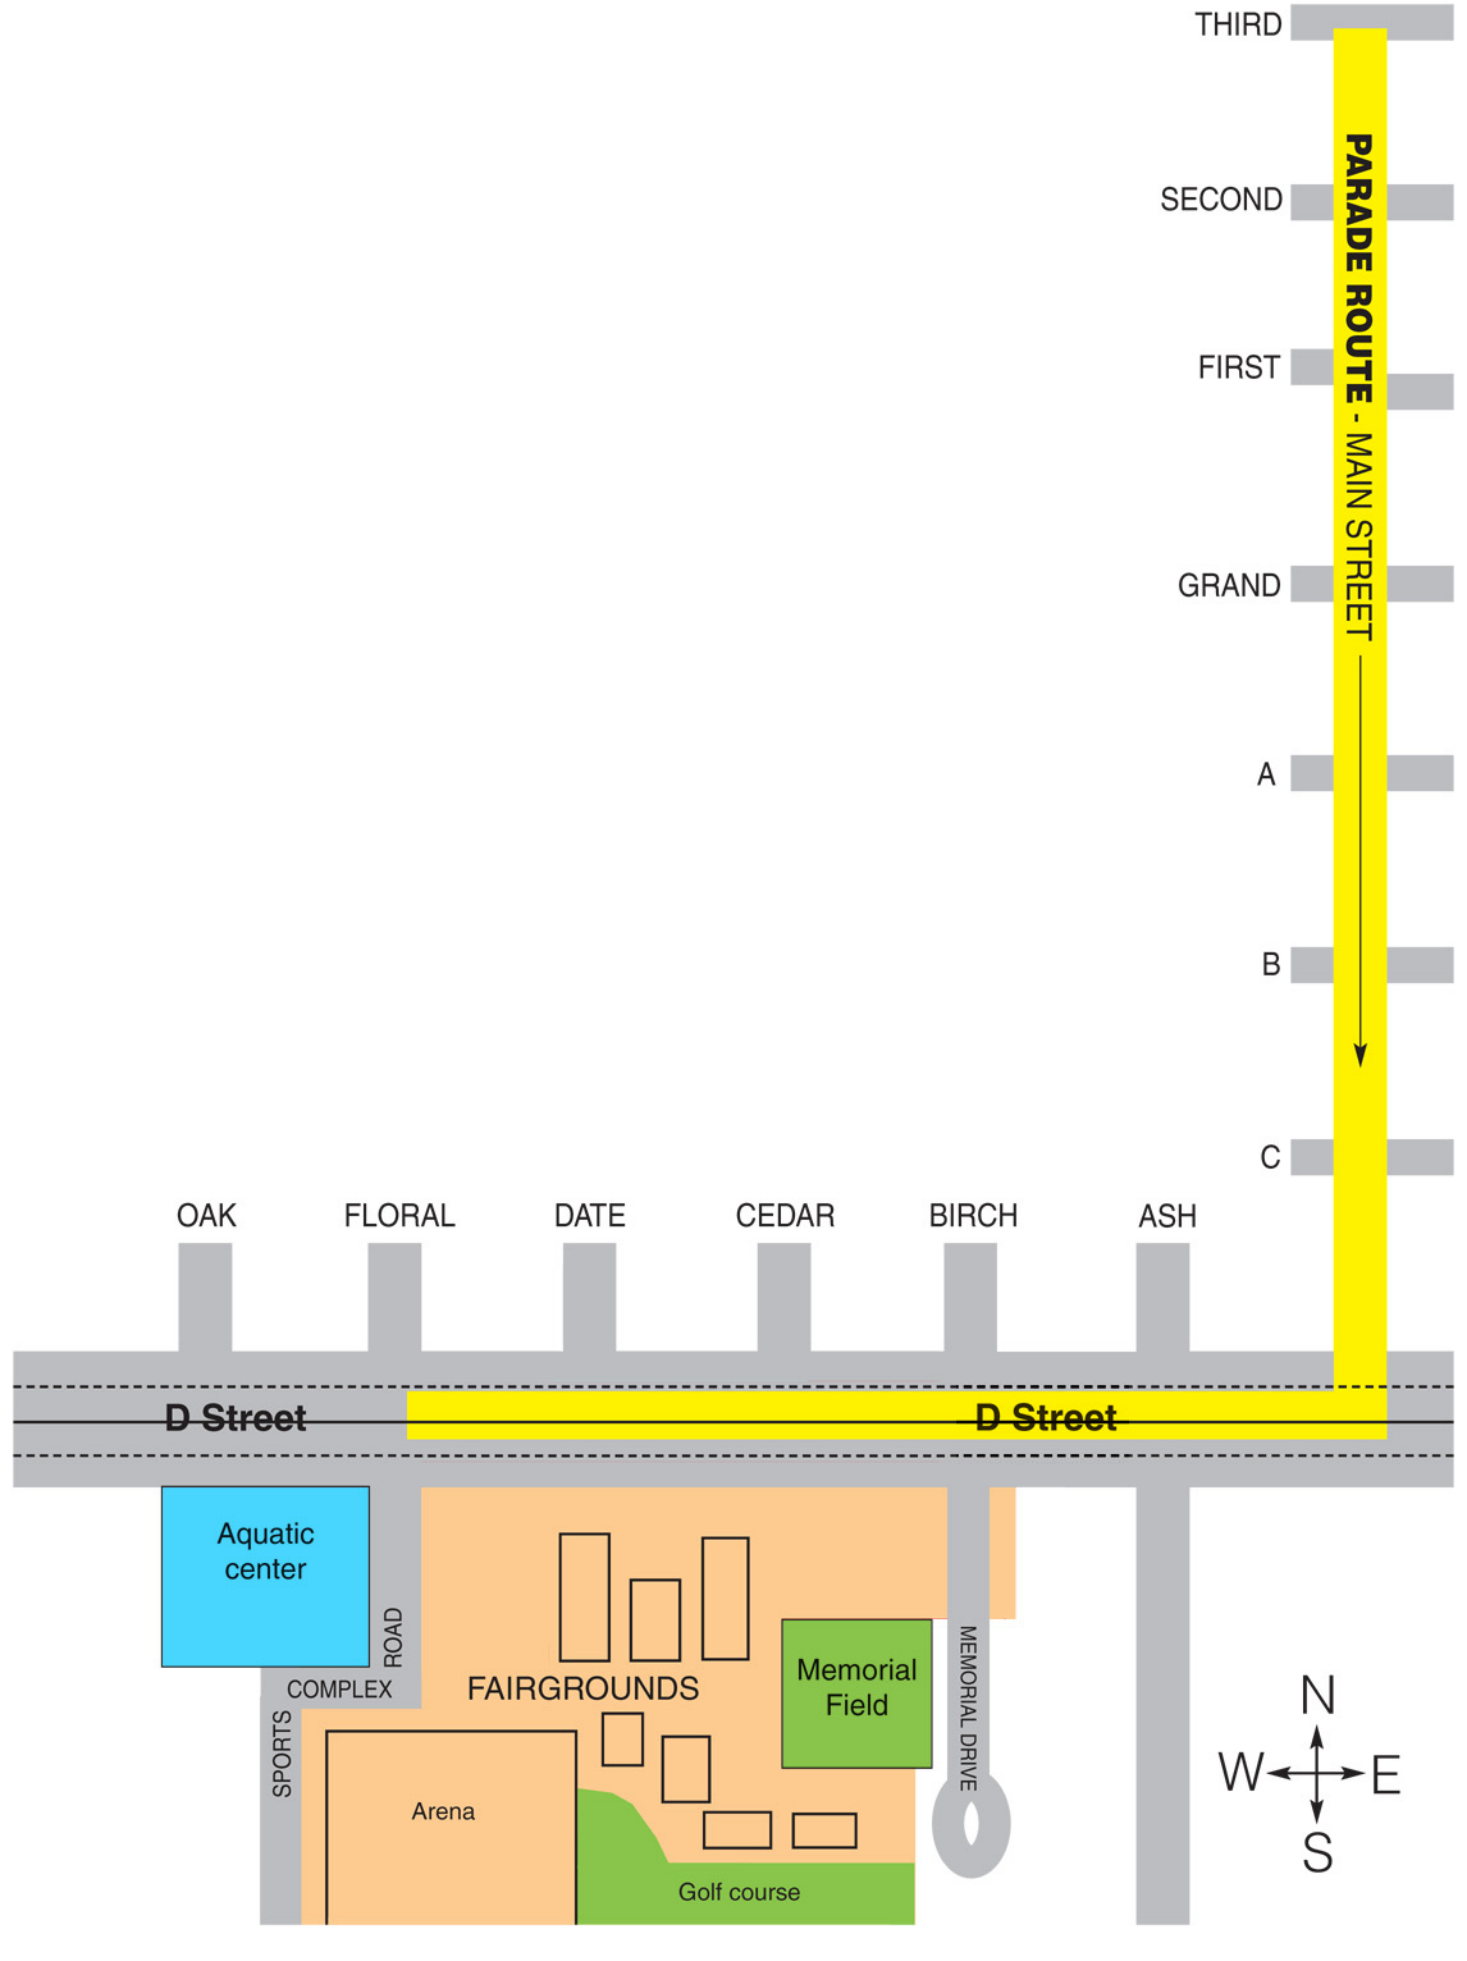 THIRD
PARADE ROUTE - MAIN STREET
SECOND
FIRST
GRAND
A
B
C
OAK
FLORAL
DATE
CEDAR
BIRCH
ASH
D Street
D Street
Aquatic
center
ROAD
COMPLEX
SPORTS
FAIRGROUNDS
Memorial
Field
MEMORIAL DRIVE
Arena
Golf course
N
W
E
S